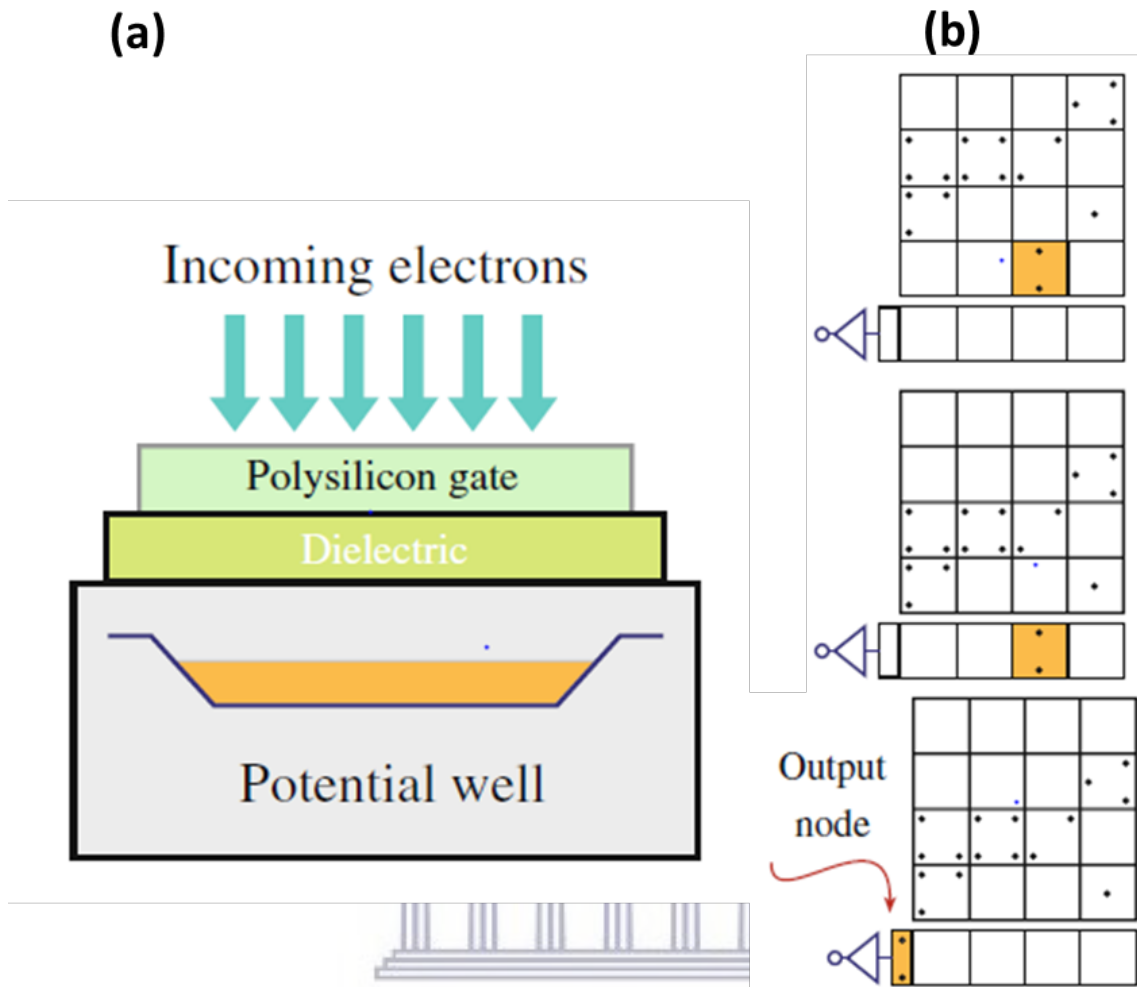 (a)
(b)
Incoming electrons
Polysilicon gate
Dielectric
Potential well
Output
node